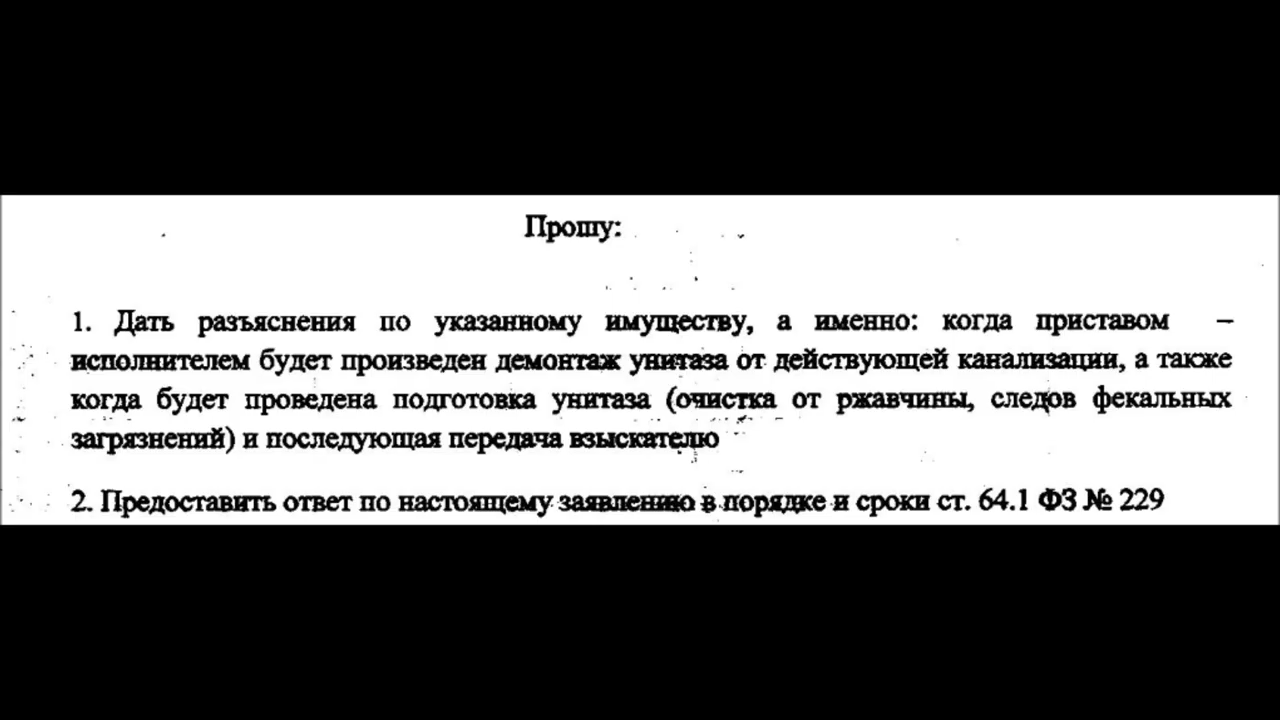 Прошу:
1. Дать разъяснения по указанному имуществу, а именно: когда приставом –
исполнителем будет произведен демонтаж унитаза от действующей канализации, а также
когда будет проведена подготовка унитаза (очистка от ржавчины, следов фекальных
загрязнений) и последующая передача взыскателю
2. Предоставить ответ по настоящему заявлению в порядке и сроки ст. 64.1 ФЗ № 229